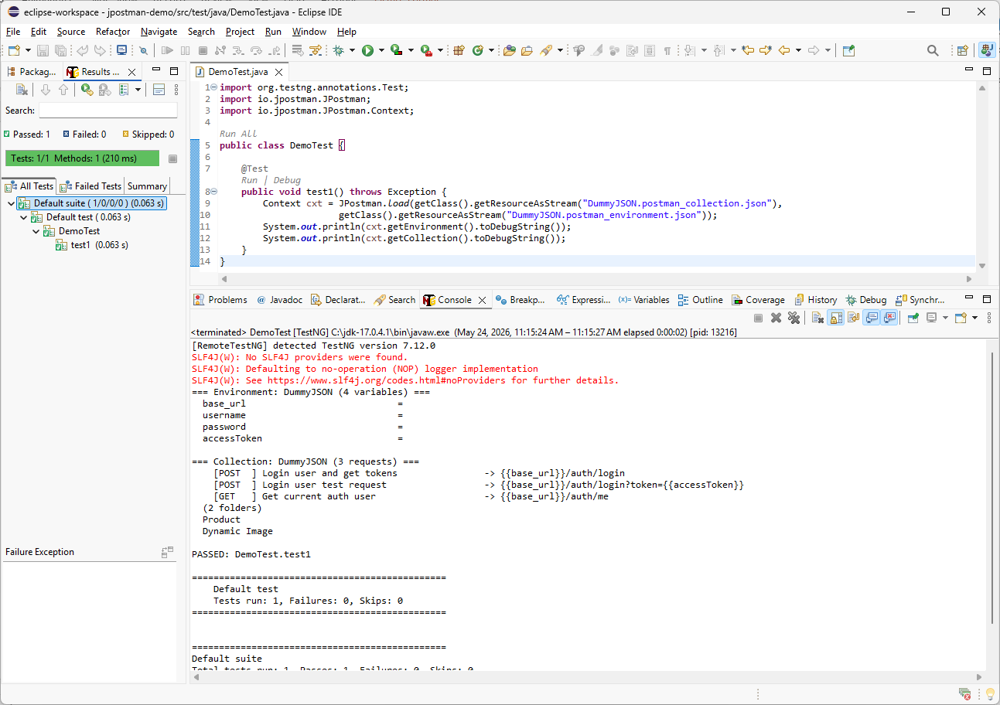 eclipse-workspace - jpostman-demo/src/test/java/DemoTest.java - Eclipse IDE
File Edit Source Refactor Navigate Search Project Run Window Help
Packag... Results ...
Search:
Passed: 1 Failed: 0 Skipped: 0
Tests: 1/1 Methods: 1 (210 ms)
All Tests Failed Tests Summary
Default suite ( 1/0/0/0 ) (0.063 s)
Default test ( 0.063 s)
DemoTest
test1 (0.063 s)
Failure Exception
DemoTest.java
1 import org.testng.annotations.Test;
2 import io.jpostman.JPostman;
3 import io.jpostman.JPostman.Context;
4
Run All
5 public class DemoTest {
6
7 @Test
Run | Debug
8 public void test1() throws Exception {
9 Context cxt = JPostman.load(getClass().getResourceAsStream("DummyJSON.postman_collection.json"),
10 getClass().getResourceAsStream("DummyJSON.postman_environment.json"));
11 System.out.println(cxt.getEnvironment().toDebugString());
12 System.out.println(cxt.getCollection().toDebugString());
13 }
14 }
Problems @ Javadoc Declarat... Search Console Breakp... Expressi... (x)= Variables Outline Coverage History Debug Synchr...
<terminated> DemoTest [TestNG] C:\jdk-17.0.4.1\bin\javaw.exe (May 24, 2026, 11:15:24 AM – 11:15:27 AM elapsed 0:00:02) [pid: 13216]
[RemoteTestNG] detected TestNG version 7.12.0
SLF4J(W): No SLF4J providers were found.
SLF4J(W): Defaulting to no-operation (NOP) logger implementation
SLF4J(W): See https://www.slf4j.org/codes.html#noProviders for further details.
=== Environment: DummyJSON (4 variables) ===
base_url =
username =
password =
accessToken =
=== Collection: DummyJSON (3 requests) ===
[POST ] Login user and get tokens -> {{base_url}}/auth/login
[POST ] Login user test request -> {{base_url}}/auth/login?token={{accessToken}}
[GET ] Get current auth user -> {{base_url}}/auth/me
(2 folders)
Product
Dynamic Image
PASSED: DemoTest.test1
===============================================
Default test
Tests run: 1, Failures: 0, Skips: 0
===============================================
===============================================
Default suite
Total tests run: 1, Passes: 1, Failures: 0, Skips: 0